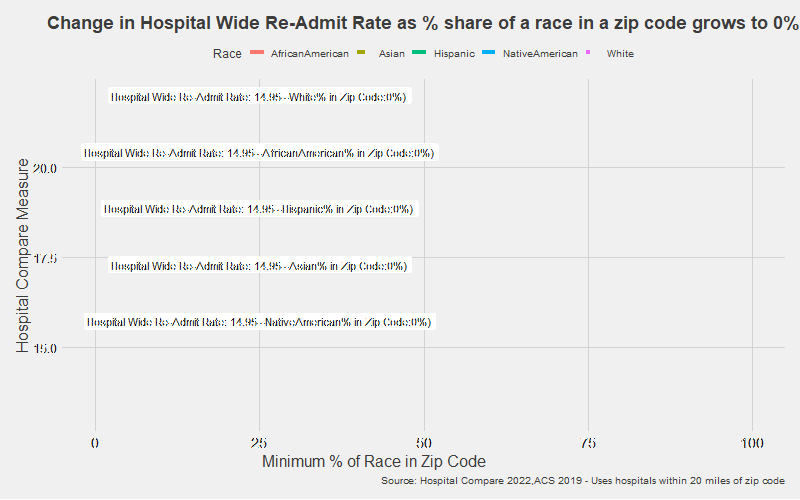 Change in Hospital Wide Re-Admit Rate as % share of a race in a zip code grows to 0%
Race AfricanAmerican Asian Hispanic NativeAmerican White
Hospital Wide Re-Admit Rate: 14.95--White% in Zip Code:0%)
Hospital Wide Re-Admit Rate: 14.95--AfricanAmerican% in Zip Code:0%)
20.0
Hospital Wide Re-Admit Rate: 14.95--Hispanic% in Zip Code:0%)
17.5
Hospital Wide Re-Admit Rate: 14.95--Asian% in Zip Code:0%)
Hospital Wide Re-Admit Rate: 14.95--NativeAmerican% in Zip Code:0%)
15.0
Hospital Compare Measure
0 25 50 75 100
Minimum % of Race in Zip Code
Source: Hospital Compare 2022,ACS 2019 - Uses hospitals within 20 miles of zip code